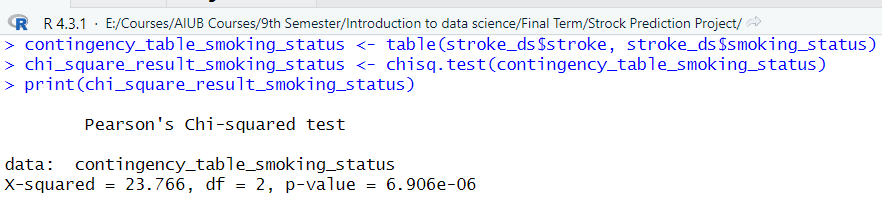 R 4.3.1 · E:/Courses/AIUB Courses/9th Semester/Introduction to data science/Final Term/Strock Prediction Project/
> contingency_table_smoking_status <- table(stroke_ds$stroke, stroke_ds$smoking_status)
> chi_square_result_smoking_status <- chisq.test(contingency_table_smoking_status)
> print(chi_square_result_smoking_status)
Pearson's Chi-squared test
data:  contingency_table_smoking_status
X-squared = 23.766, df = 2, p-value = 6.906e-06